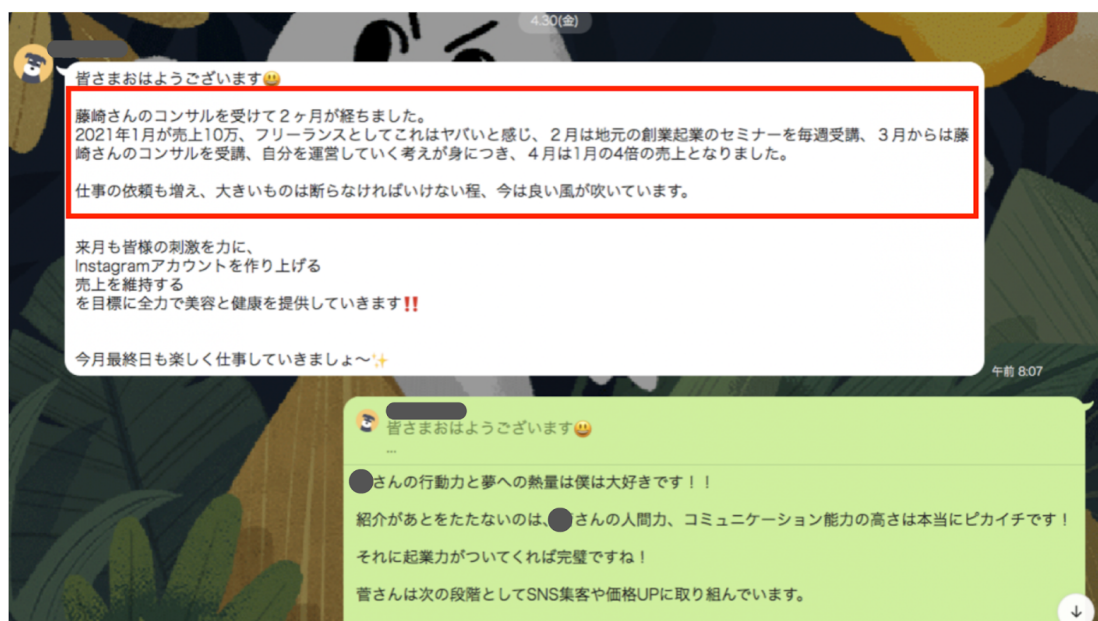 4.30(金)
皆さまおはようございます😃
藤崎さんのコンサルを受けて２ヶ月が経ちました。
2021年1月が売上10万、フリーランスとしてこれはヤバいと感じ、２月は地元の創業起業のセミナーを毎週受講、３月からは藤
崎さんのコンサルを受講、自分を運営していく考えが身につき、４月は1月の4倍の売上となりました。
仕事の依頼も増え、大きいものは断らなければいけない程、今は良い風が吹いています。
来月も皆様の刺激を力に、
Instagramアカウントを作り上げる
売上を維持する
を目標に全力で美容と健康を提供していきます‼️
今月最終日も楽しく仕事していきましょ〜✨
午前 8:07
皆さまおはようございます😃
...
さんの行動力と夢への熱量は僕は大好きです！！
紹介があとをたたないのは、さんの人間力、コミュニケーション能力の高さは本当にピカイチです！
それに起業力がついてくれば完璧ですね！
菅さんは次の段階としてSNS集客や価格UPに取り組んでいます。